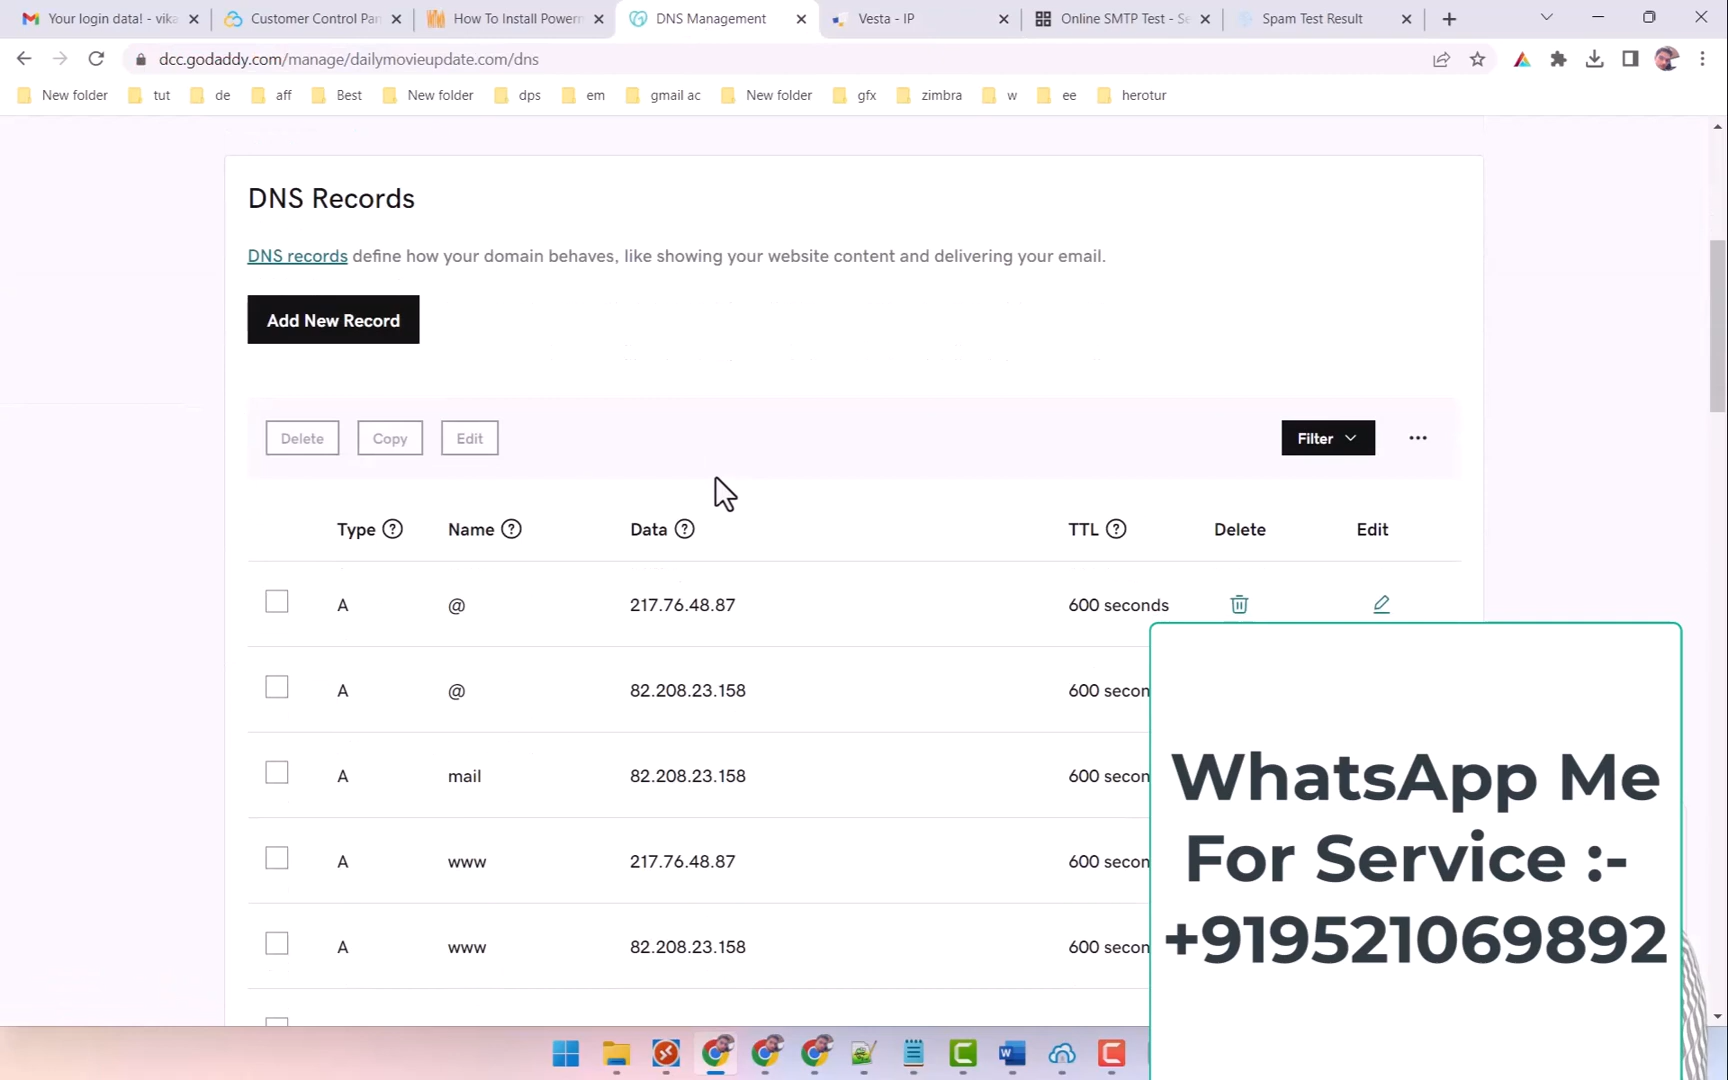 Your login data! - vika
Customer Control Pan
How To Install Powerm
DNS Management
Vesta - IP
Online SMTP Test - Se
Spam Test Result
dcc.godaddy.com/manage/dailymovieupdate.com/dns
New folder
tut
de
aff
Best
New folder
dps
em
gmail ac
New folder
gfx
zimbra
w
ee
herotur
DNS Records
DNS records define how your domain behaves, like showing your website content and delivering your email.
Add New Record
Delete
Copy
Edit
Filter
Type ? Name ? Data ? TTL ? Delete Edit
A @ 217.76.48.87 600 seconds
A @ 82.208.23.158 600 secon
A mail 82.208.23.158 600 secon
A www 217.76.48.87 600 secon
A www 82.208.23.158 600 secon
WhatsApp Me
For Service :-
+919521069892